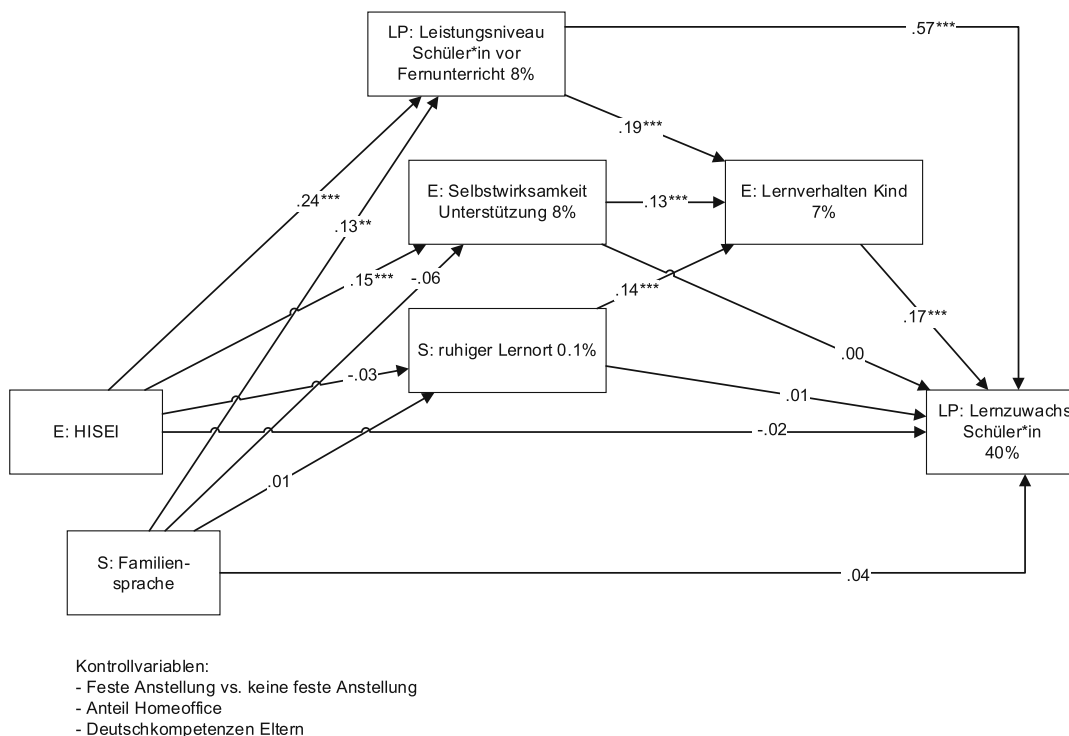 LP: Leistungsniveau
Schüler*in vor
Fernunterricht 8%
.57***
.19***
E: Selbstwirksamkeit
Unterstützung 8%
.13***
E: Lernverhalten Kind
7%
.24***
.13**
.15***
-.06
.14***
S: ruhiger Lernort 0.1%
.17***
.00
-.03
.01
E: HISEI
-.02
LP: Lernzuwachs
Schüler*in
40%
.01
S: Familien-
sprache
.04
Kontrollvariablen:
- Feste Anstellung vs. keine feste Anstellung
- Anteil Homeoffice
- Deutschkompetenzen Eltern